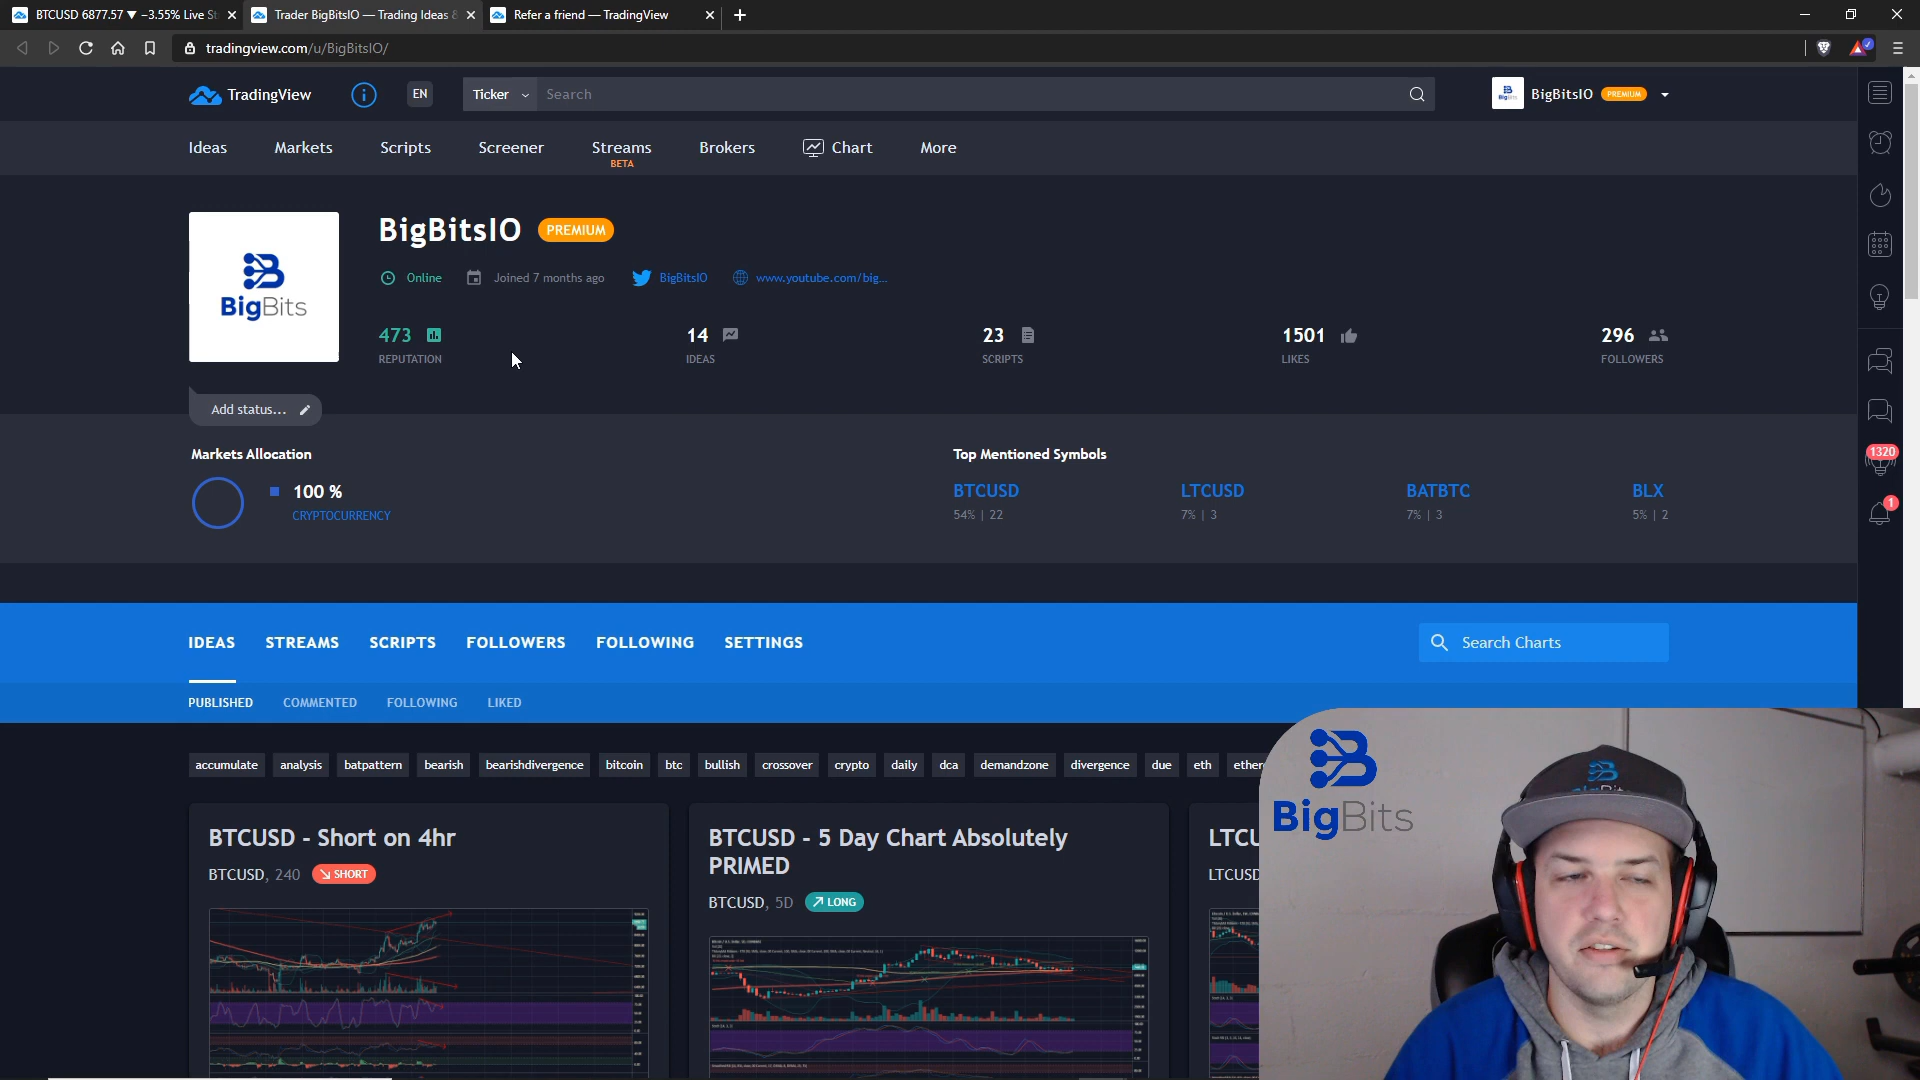 BTCUSD 6877.57 ▼ −3.55% Live St
Trader BigBitsIO — Trading Ideas &
Refer a friend — TradingView
tradingview.com/u/BigBitsIO/
TradingView
EN
Ticker
Search
BigBitsIO
PREMIUM
Ideas
Markets
Scripts
Screener
Streams
BETA
Brokers
Chart
More
BigBits
BigBitsIO PREMIUM
Online
Joined 7 months ago
BigBitsIO
www.youtube.com/big...
473
14
23
1501
296
REPUTATION
IDEAS
SCRIPTS
LIKES
FOLLOWERS
Add status...
1320
1
Markets Allocation
100 %
CRYPTOCURRENCY
Top Mentioned Symbols
BTCUSD
LTCUSD
BATBTC
BLX
54% | 22
7% | 3
7% | 3
5% | 2
IDEAS
STREAMS
SCRIPTS
FOLLOWERS
FOLLOWING
SETTINGS
Search Charts
PUBLISHED
COMMENTED
FOLLOWING
LIKED
accumulate
analysis
batpattern
bearish
bearishdivergence
bitcoin
btc
bullish
crossover
crypto
daily
dca
demandzone
divergence
due
eth
BTCUSD - Short on 4hr
BTCUSD, 240
SHORT
BTCUSD - 5 Day Chart Absolutely
PRIMED
BTCUSD, 5D
LONG
LTCU
LTCUSD
BigBits